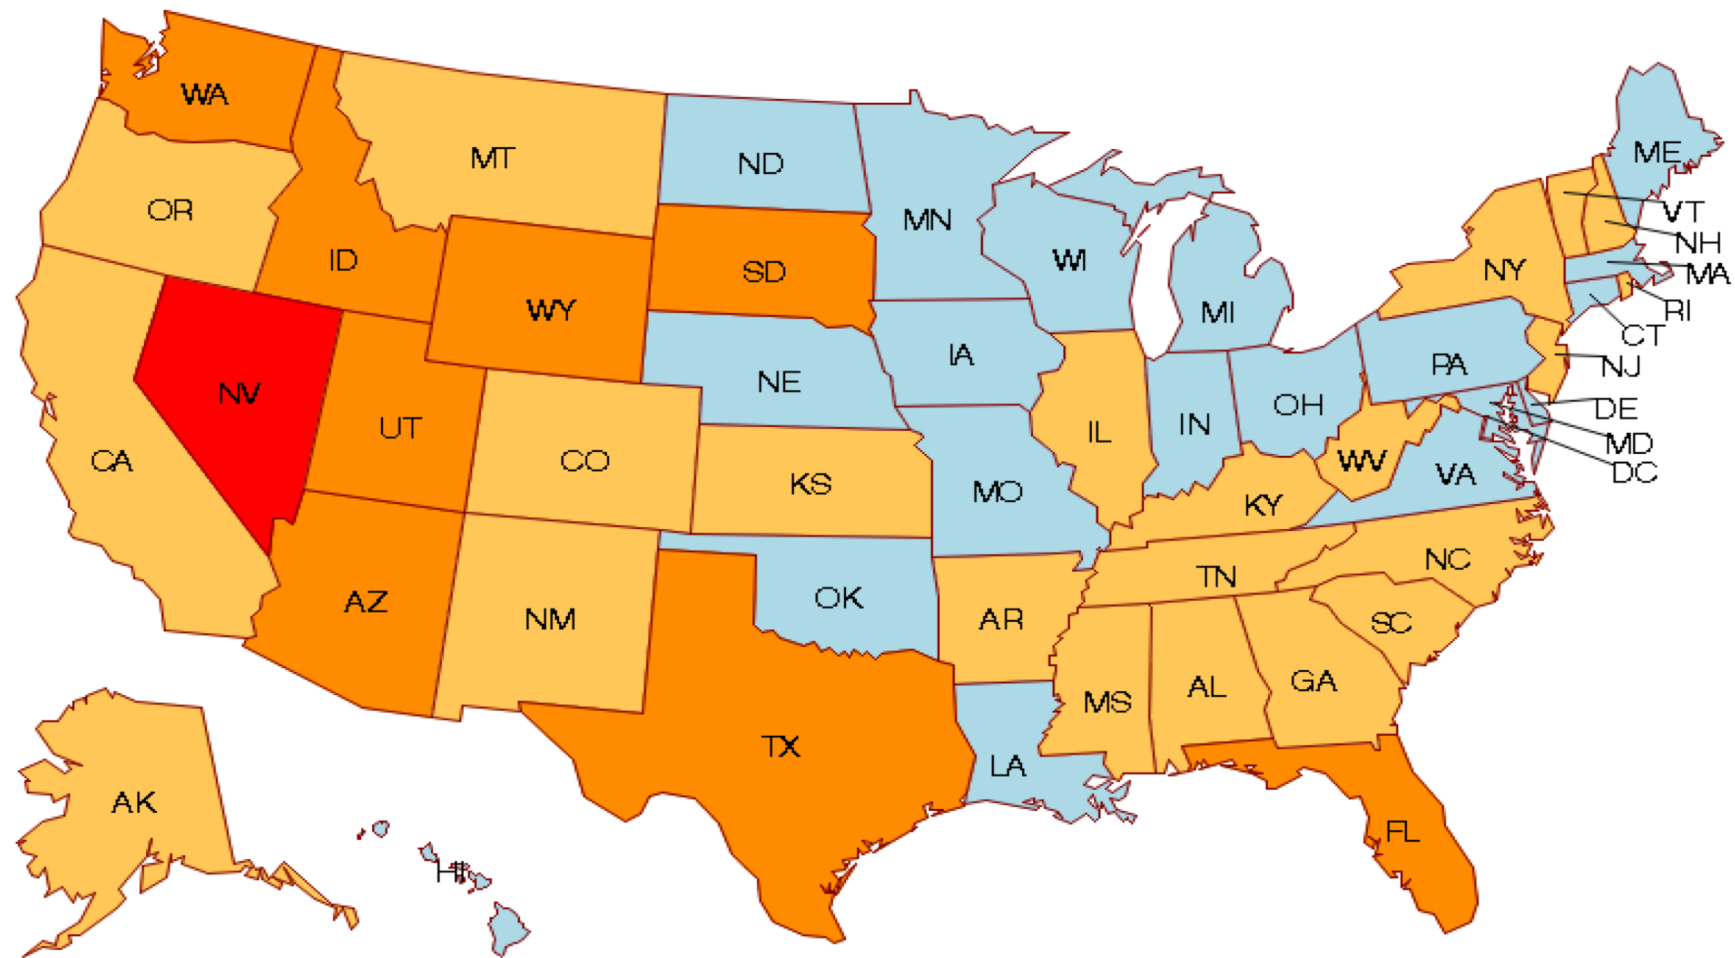 WA
MT
ND
ME
OR
MN
VT
NH
ID
SD
WI
NY
MA
WY
MI
RI
CT
IA
PA
NJ
NV
NE
OH
DE
UT
IL
IN
MD
CA
CO
WV
DC
KS
MO
VA
KY
NC
TN
AZ
OK
NM
AR
SC
GA
AL
MS
TX
LA
AK
FL
HI